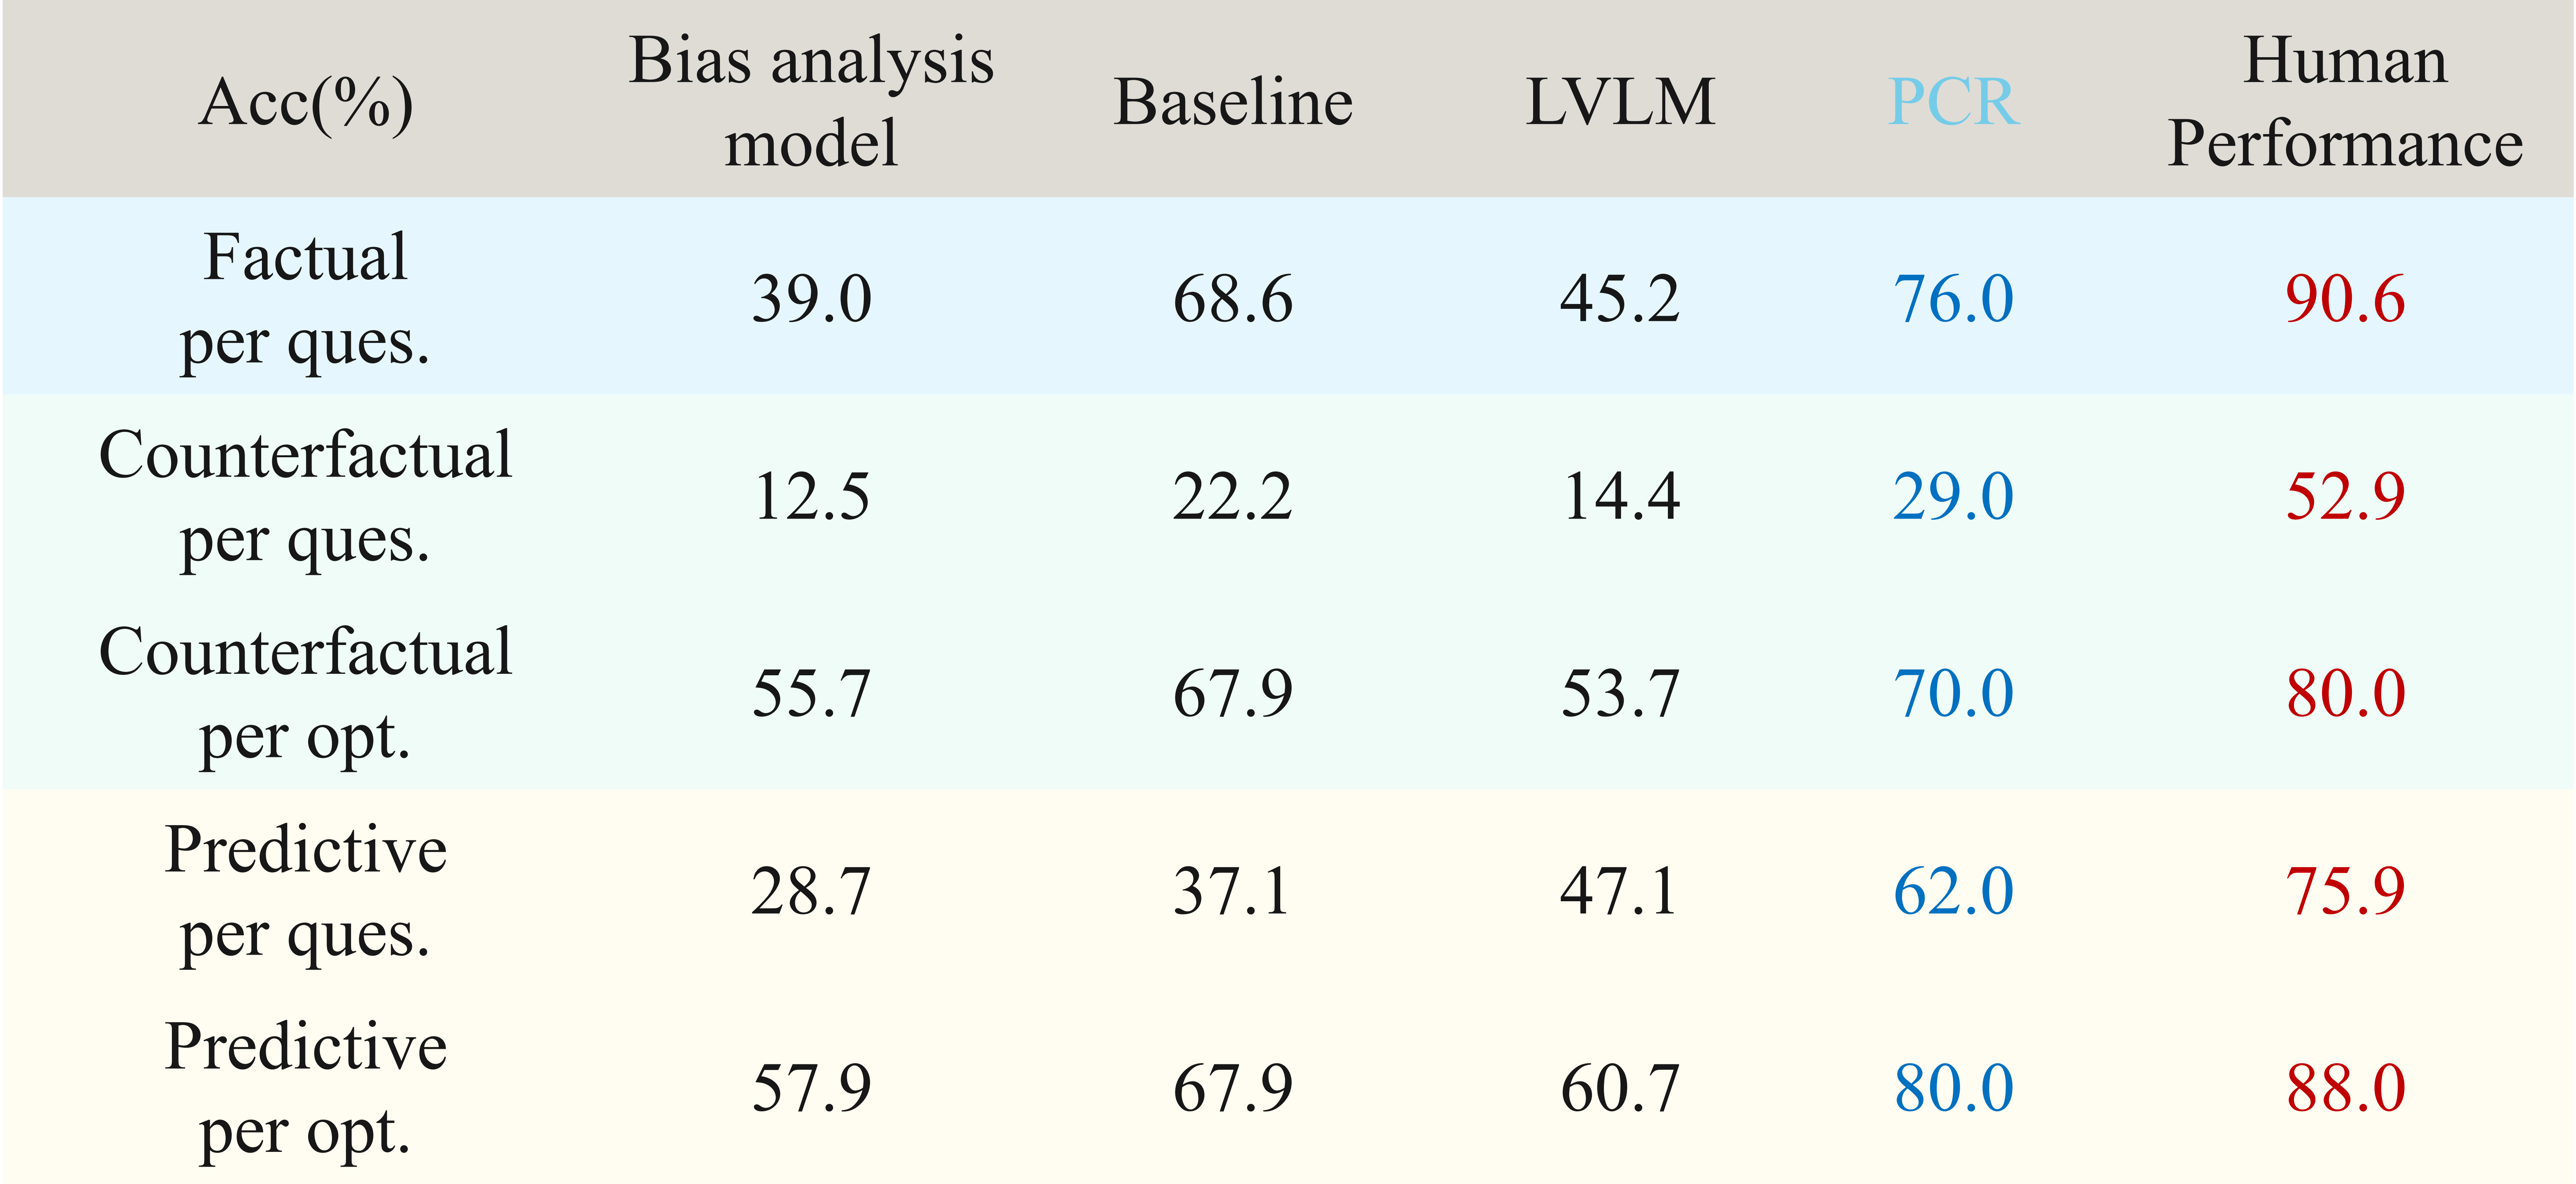 Acc(%) Bias analysis model Baseline LVLM PCR Human Performance
Factual per ques. 39.0 68.6 45.2 76.0 90.6
Counterfactual per ques. 12.5 22.2 14.4 29.0 52.9
Counterfactual per opt. 55.7 67.9 53.7 70.0 80.0
Predictive per ques. 28.7 37.1 47.1 62.0 75.9
Predictive per opt. 57.9 67.9 60.7 80.0 88.0